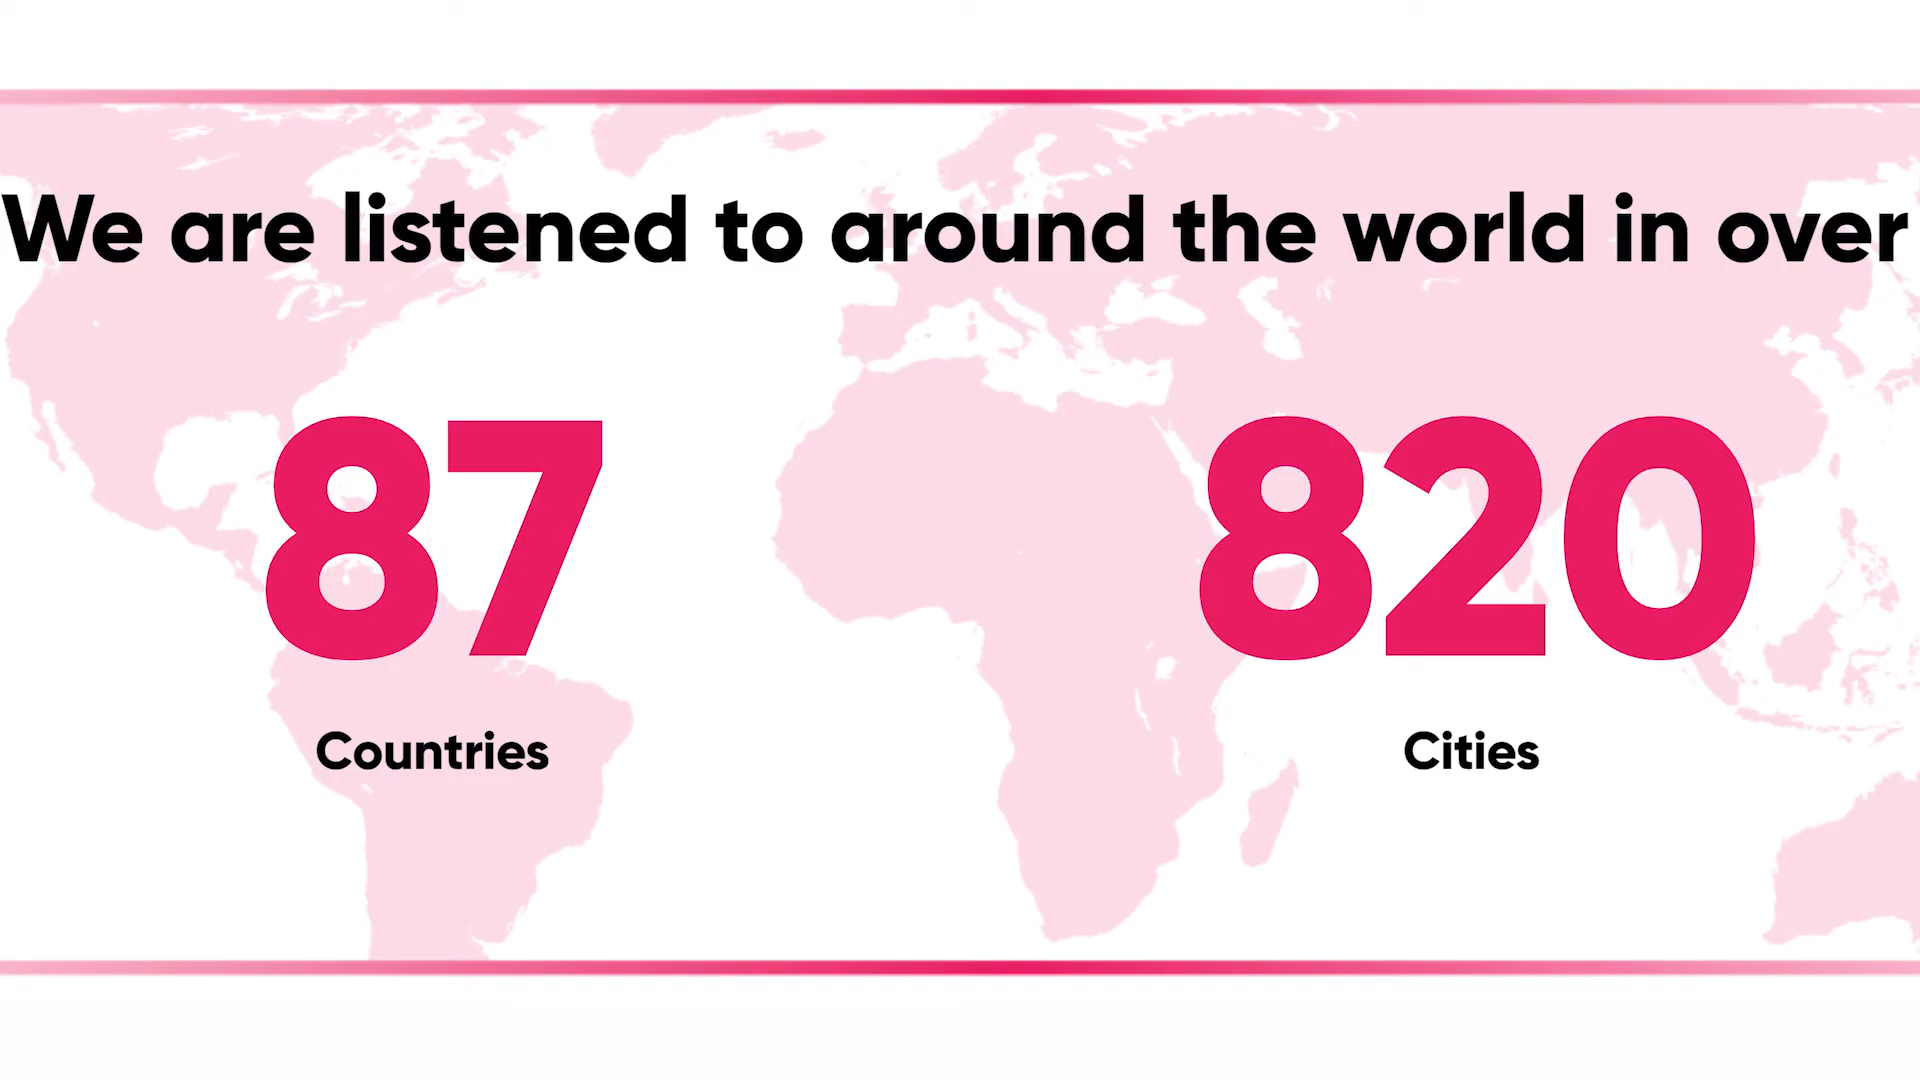 We are listened to around the world in over
87 820
Countries Cities